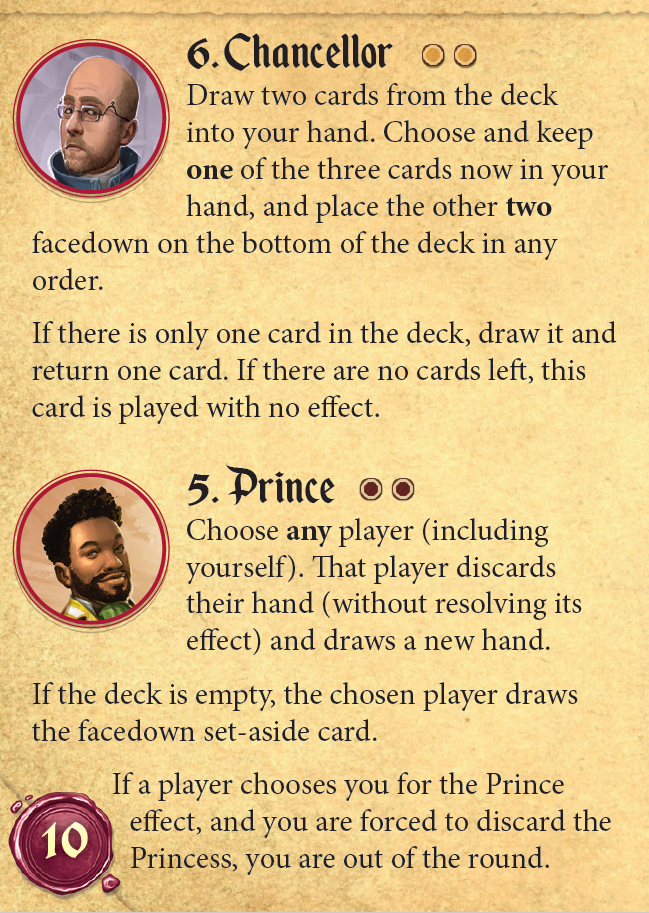 6. Chancellor
Draw two cards from the deck
into your hand. Choose and keep
one of the three cards now in your
hand, and place the other two
facedown on the bottom of the deck in any
order.
If there is only one card in the deck, draw it and
return one card. If there are no cards left, this
card is played with no effect.
5. Prince
Choose any player (including
yourself). That player discards
their hand (without resolving its
effect) and draws a new hand.
If the deck is empty, the chosen player draws
the facedown set-aside card.
If a player chooses you for the Prince
effect, and you are forced to discard the
Princess, you are out of the round.
10